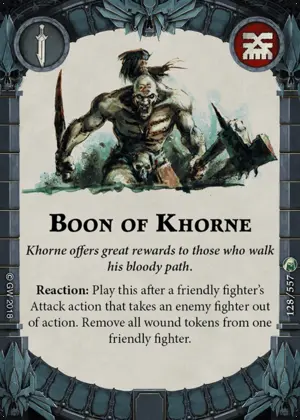 BOON OF KHORNE
Khorne offers great rewards to those who walk
his bloody path.
Reaction: Play this after a friendly fighter's
Attack action that takes an enemy fighter out
of action. Remove all wound tokens from one
friendly fighter.
© GW 2018
128/557